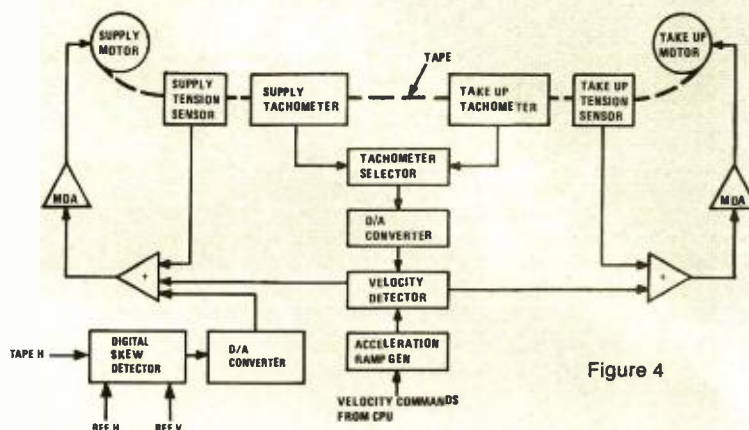 SUPPLY
MOTOR
TAKE UP
MOTOR
TAPE
SUPPLY
TENSION
SENSOR
SUPPLY
TACHOMETER
TAKE UP
TACHOMETER
TAKE UP
TENSION
SENSOR
TACHOMETER
SELECTOR
MDA
MDA
D/A
CONVERTER
+
VELOCITY
DETECTOR
+
DIGITAL
SKEW
DETECTOR
D/A
CONVERTER
ACCELERATION
RAMP GEN
TAPE H
Figure 4
VELOCITY COMMANDS
FROM CPU
REF H
REF V